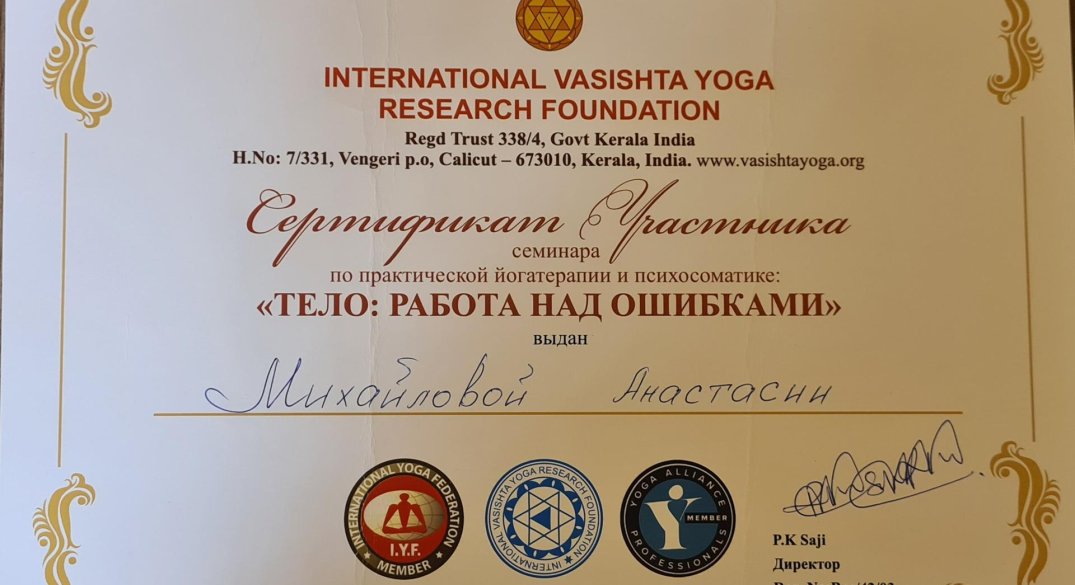 INTERNATIONAL VASISHTA YOGA
RESEARCH FOUNDATION
Regd Trust 338/4, Govt Kerala India
H.No: 7/331, Vengeri p.o, Calicut – 673010, Kerala, India. www.vasishtayoga.org
Сертификат Участника
семинара
по практической йогатерапии и психосоматике:
«ТЕЛО: РАБОТА НАД ОШИБКАМИ»
выдан
Михайловой Анастасии
INTERNATIONAL YOGA FEDERATION
I.Y.F.
MEMBER
INTERNATIONAL VASISHTA YOGA RESEARCH FOUNDATION
YOGA ALLIANCE
MEMBER
PROFESSIONALS
P.K Saji
Директор